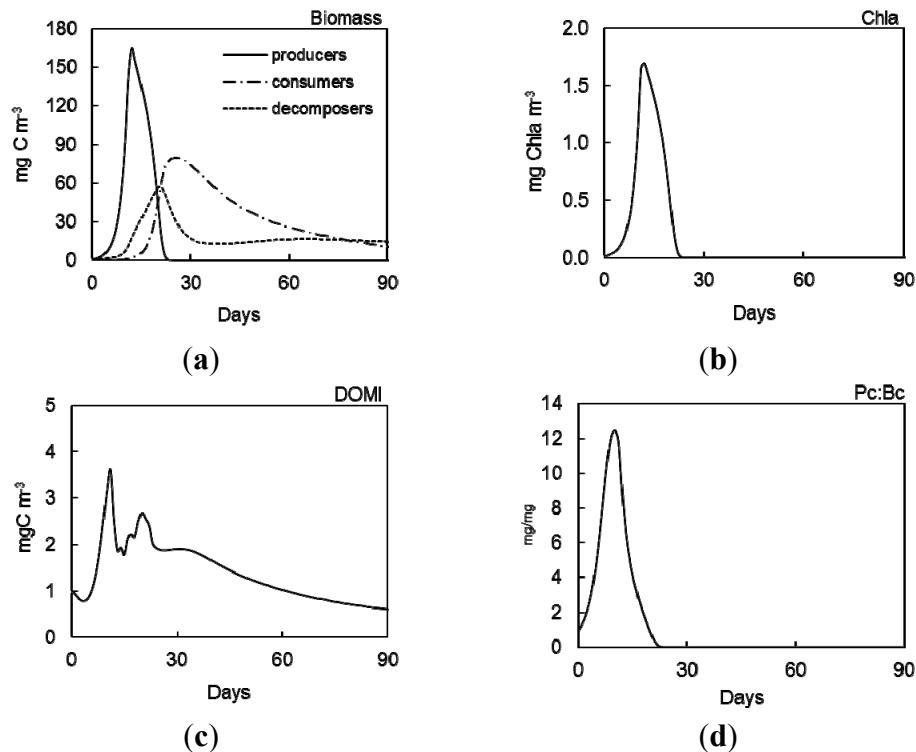 Biomass
180
150
120
90
60
30
0
mg C m-3
producers
consumers
decomposers
0 30 60 90
Days
(a)
Chla
2.0
1.5
1.0
0.5
0.0
mg Chla m-3
0 30 60 90
Days
(b)
DOMl
5
4
3
2
1
0
mgC m-3
0 30 60 90
Days
(c)
Pc:Bc
14
12
10
8
6
4
2
0
mg/mg
0 30 60 90
Days
(d)